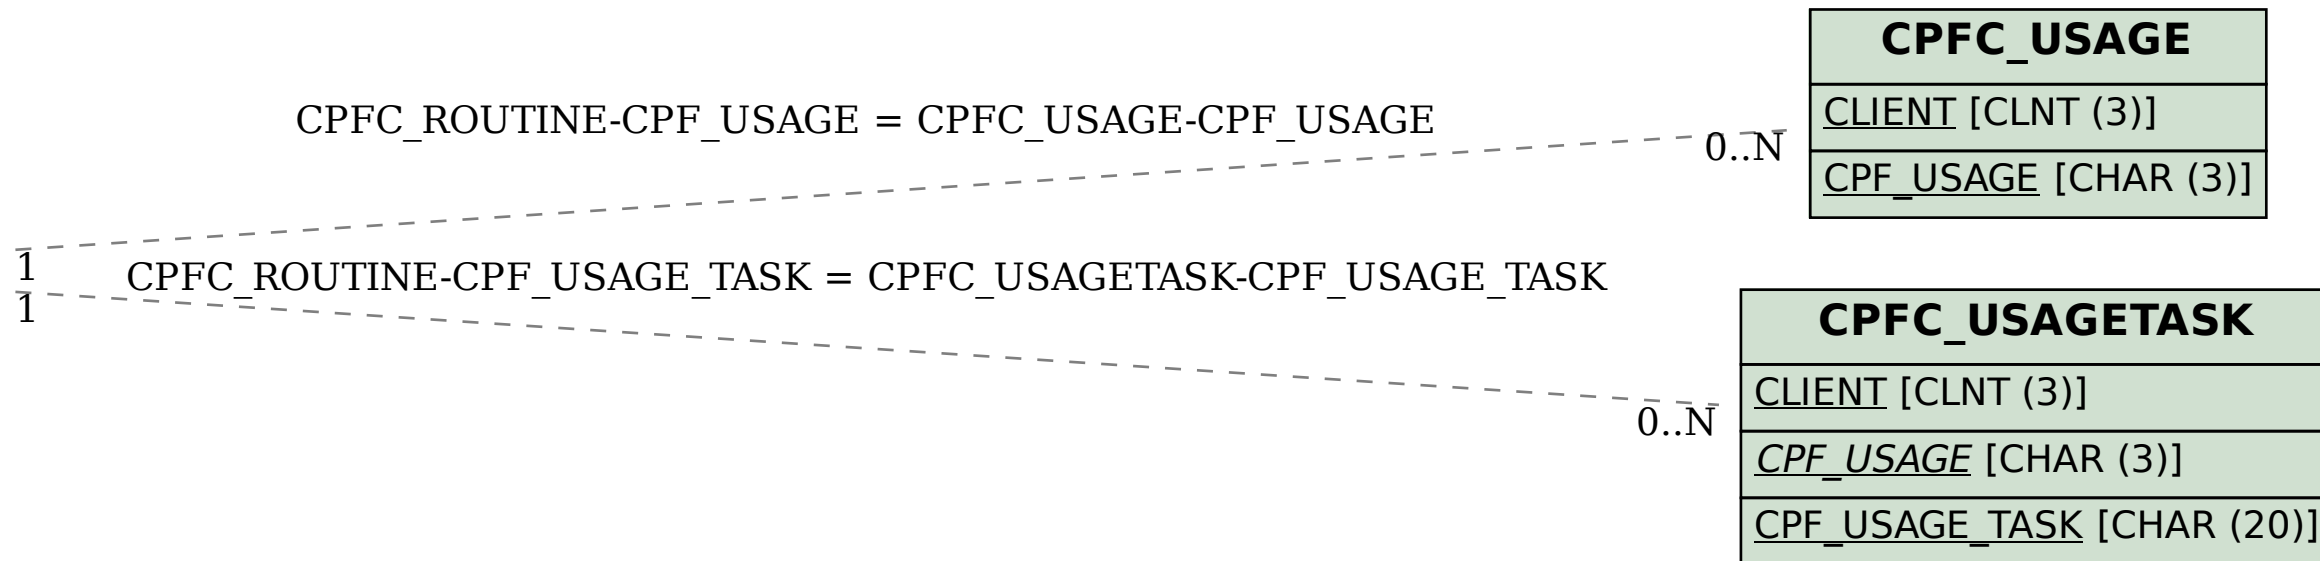 CPFC_USAGE
CLIENT [CLNT (3)]
CPF_USAGE [CHAR (3)]
CPFC_ROUTINE-CPF_USAGE = CPFC_USAGE-CPF_USAGE
0..N
1
CPFC_ROUTINE-CPF_USAGE_TASK = CPFC_USAGETASK-CPF_USAGE_TASK
1
0..N
CPFC_USAGETASK
CLIENT [CLNT (3)]
CPF_USAGE [CHAR (3)]
CPF_USAGE_TASK [CHAR (20)]